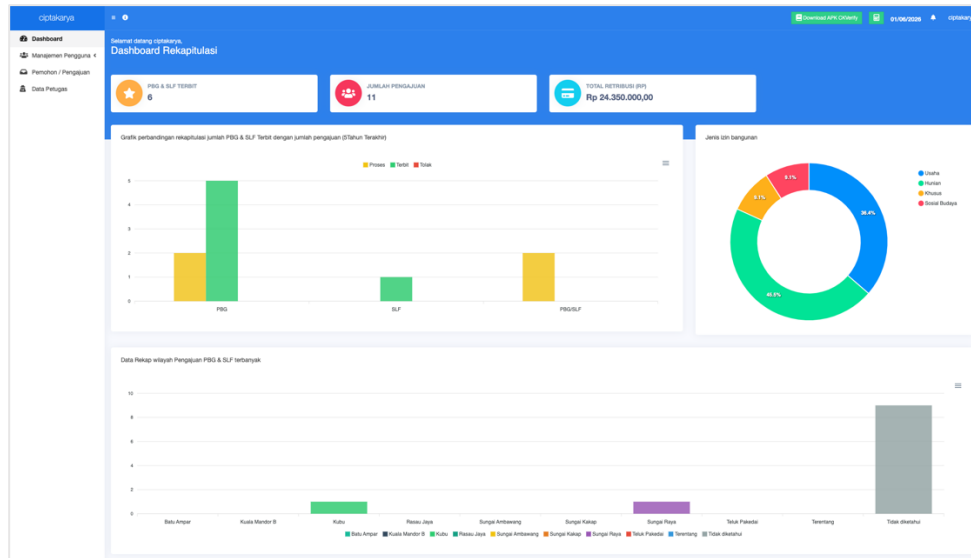 ciptakarya
Download APK CiKVerify
01/06/2026
ciptakarya
Dashboard
Manajemen Pengguna
Pemohon / Pengajuan
Data Petugas
Selamat datang ciptakarya,
Dashboard Rekapitulasi
PBG & SLF TERBIT
6
JUMLAH PENGAJUAN
11
TOTAL RETRIBUSI (RP)
Rp 24.350.000,00
Grafik perbandingan rekapitulasi jumlah PBG & SLF Terbit dengan jumlah pengajuan (5Tahun Terakhir)
Proses Terbit Tolak
5
4
3
2
1
0
PBG SLF PBG/SLF
Jenis izin bangunan
9.1%
9.1%
36.4%
45.5%
Usaha
Hunian
Khusus
Sosial Budaya
Data Rekap wilayah Pengajuan PBG & SLF terbanyak
10
8
6
4
2
0
Batu Ampar Kuala Mandor B Kubu Rasau Jaya Sungai Ambawang Sungai Kakap Sungai Raya Teluk Pakedai Terentang Tidak diketahui
Batu Ampar Kuala Mandor B Kubu Rasau Jaya Sungai Ambawang Sungai Kakap Sungai Raya Teluk Pakedai Terentang Tidak diketahui